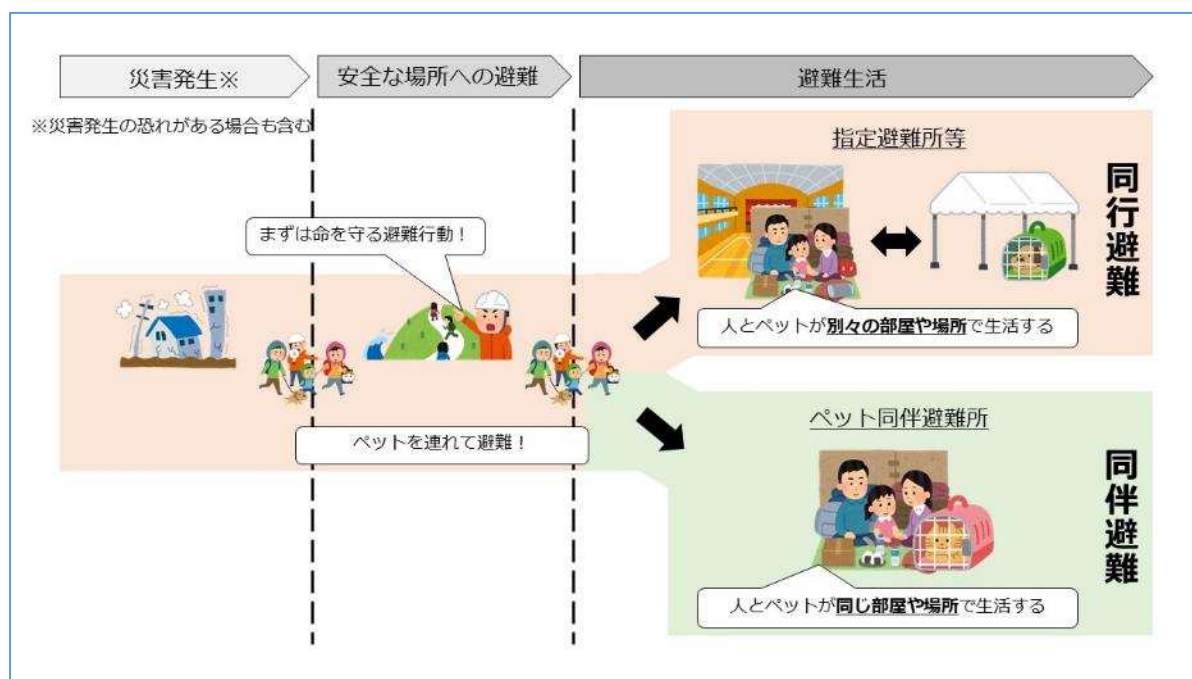 災害発生※
安全な場所への避難
避難生活
※災害発生の恐れがある場合も含む
まずは命を守る避難行動！
ペットを連れて避難！
指定避難所等
人とペットが別々の部屋や場所で生活する
同行避難
ペット同伴避難所
人とペットが同じ部屋や場所で生活する
同伴避難